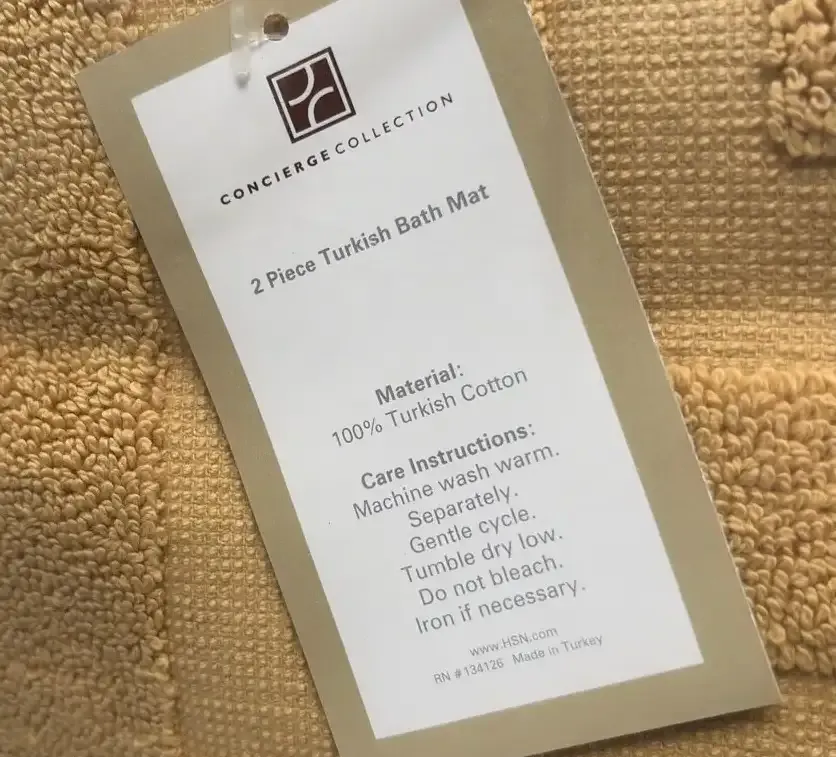 CONCIERGE COLLECTION
2 Piece Turkish Bath Mat
Material:
100% Turkish Cotton
Care Instructions:
Machine wash warm.
Separately.
Gentle cycle.
Tumble dry low.
Do not bleach.
Iron if necessary.
www.HSN.com
RN #134126 Made in Turkey